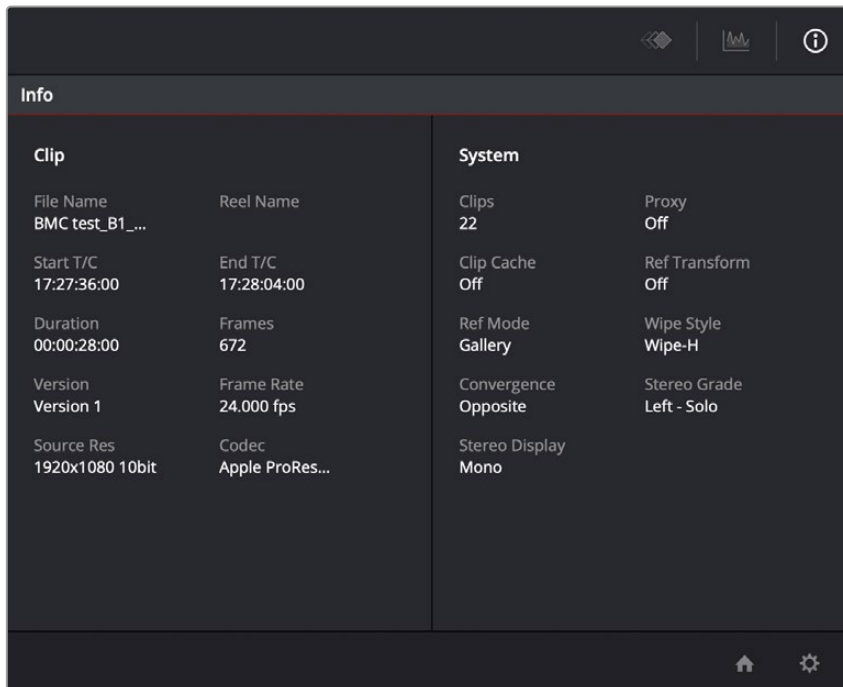 Info
Clip
File Name
BMC test_B1_...
Reel Name
Start T/C
17:27:36:00
End T/C
17:28:04:00
Duration
00:00:28:00
Frames
672
Version
Version 1
Frame Rate
24.000 fps
Source Res
1920x1080 10bit
Codec
Apple ProRes...
System
Clips
22
Proxy
Off
Clip Cache
Off
Ref Transform
Off
Ref Mode
Gallery
Wipe Style
Wipe-H
Convergence
Opposite
Stereo Grade
Left - Solo
Stereo Display
Mono